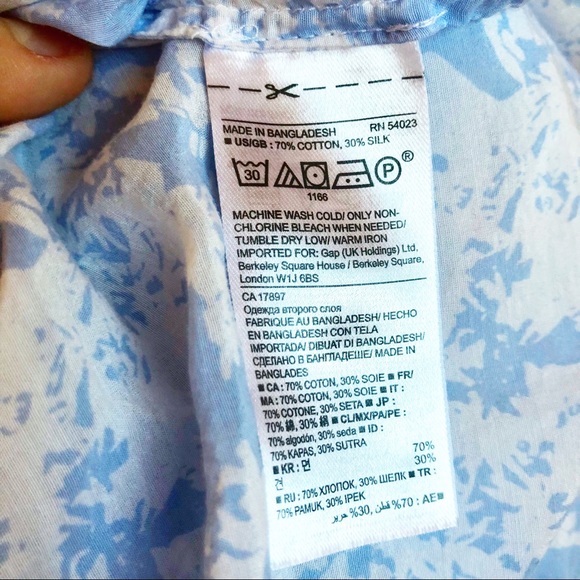 MADE IN BANGLADESH RN 54023
■ US/GB : 70% COTTON, 30% SILK
30 P ®
1166
MACHINE WASH COLD/ ONLY NON-
CHLORINE BLEACH WHEN NEEDED/
TUMBLE DRY LOW/ WARM IRON
IMPORTED FOR: Gap (UK Holdings) Ltd.
Berkeley Square House / Berkeley Square,
London W1J 6BS
CA 17897
Одежда второго слоя
FABRIQUE AU BANGLADESH/ HECHO
EN BANGLADESH CON TELA
IMPORTADA/ DIBUAT DI BANGLADESH/
СДЕЛАНО В БАНГЛАДЕШЕ/ MADE IN
BANGLADES
■ CA : 70% COTON, 30% SOIE ■ FR/
MA : 70% COTON, 30% SOIE ■ IT :
70% COTONE, 30% SETA ■ JP :
70% 綿, 30% 絹 ■ CL/MX/PA/PE :
70% algodón, 30% seda ■ ID :
70% KAPAS, 30% SUTRA
■ KR : 면 70%
견 30%
■ RU : 70% ХЛОПОК, 30% ШЕЛК ■ TR :
70% PAMUK, 30% IPEK
■ AE : 70% قطن, 30% حرير